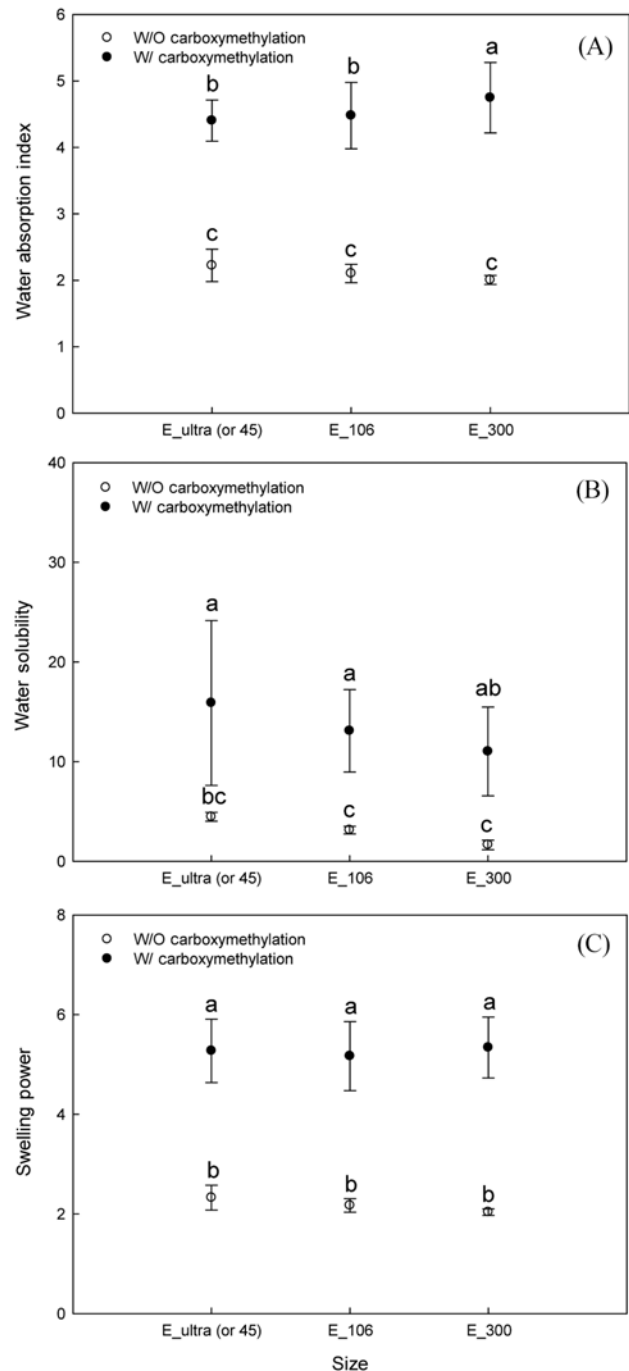 6
W/O carboxymethylation
W/ carboxymethylation
(A)
a
b
b
5
4
3
c
c
c
2
1
0
Water absorption index
E_ultra (or 45)
E_106
E_300
40
W/O carboxymethylation
W/ carboxymethylation
(B)
30
a
20
a
ab
10
bc
c
c
0
Water solubility
E_ultra (or 45)
E_106
E_300
8
W/O carboxymethylation
W/ carboxymethylation
(C)
6
a
a
a
4
2
b
b
b
0
Swelling power
E_ultra (or 45)
E_106
E_300
Size